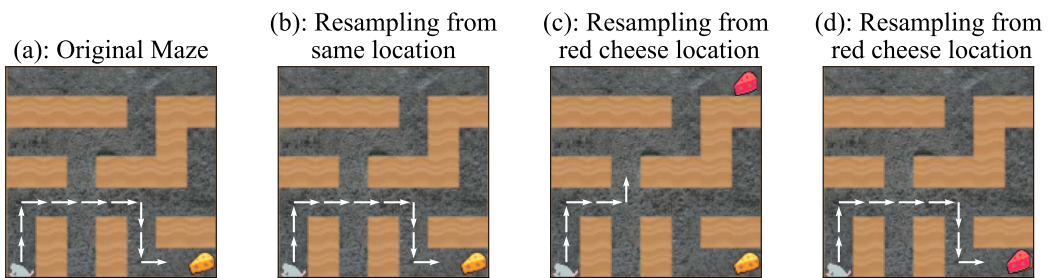 (a): Original Maze
(b): Resampling from
same location
(c): Resampling from
red cheese location
(d): Resampling from
red cheese location